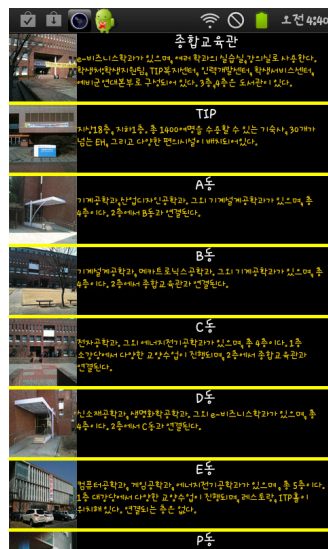 오전 4:40
종합교육관
e-비즈니스학과가 있으며, 여러 학과의 실습실,강의실로 사용한다.
학생처:학생지원팀, TIP복지센터, 인력개발센터, 학생서비스센터,
예비군연대본부로 구성되어 있다. 3층,4층은 도서관이 있다.
TIP
지상18층, 지하1층. 총 1400여명을 수용할 수 있는 기숙사, 30개가
넘는 EH, 그리고 다양한 편의시설이 배치되어있다.
A동
기계공학과,산업디자인공학과, 그외 기계설계공학과가 있으며, 총
4층이다. 2층에서 B동과 연결된다.
B동
기계설계공학과, 메카트로닉스공학과, 그외 기계공학과가 있으며, 총
4층이다. 2층에서 종합교육관과 연결된다.
C동
전자공학과, 그외 에너지전기공학과가 있으며, 총 4층이다. 1층
소강당에서 다양한 교양수업이 진행되며, 2층에서 종합교육관과
연결된다.
D동
신소재공학과, 생명화학공학과, 그외 e-비즈니스학과가 있으며, 총
4층이다. 2층에서 C동과 연결된다.
E동
컴퓨터공학과, 게임공학과, 에너지전기공학과가 있으며, 총 5층이다.
1층 대강당에서 다양한 교양수업이 진행되며, 레스토랑, ITP홀이
위치해 있다. 연결되는 층은 없다.
P동